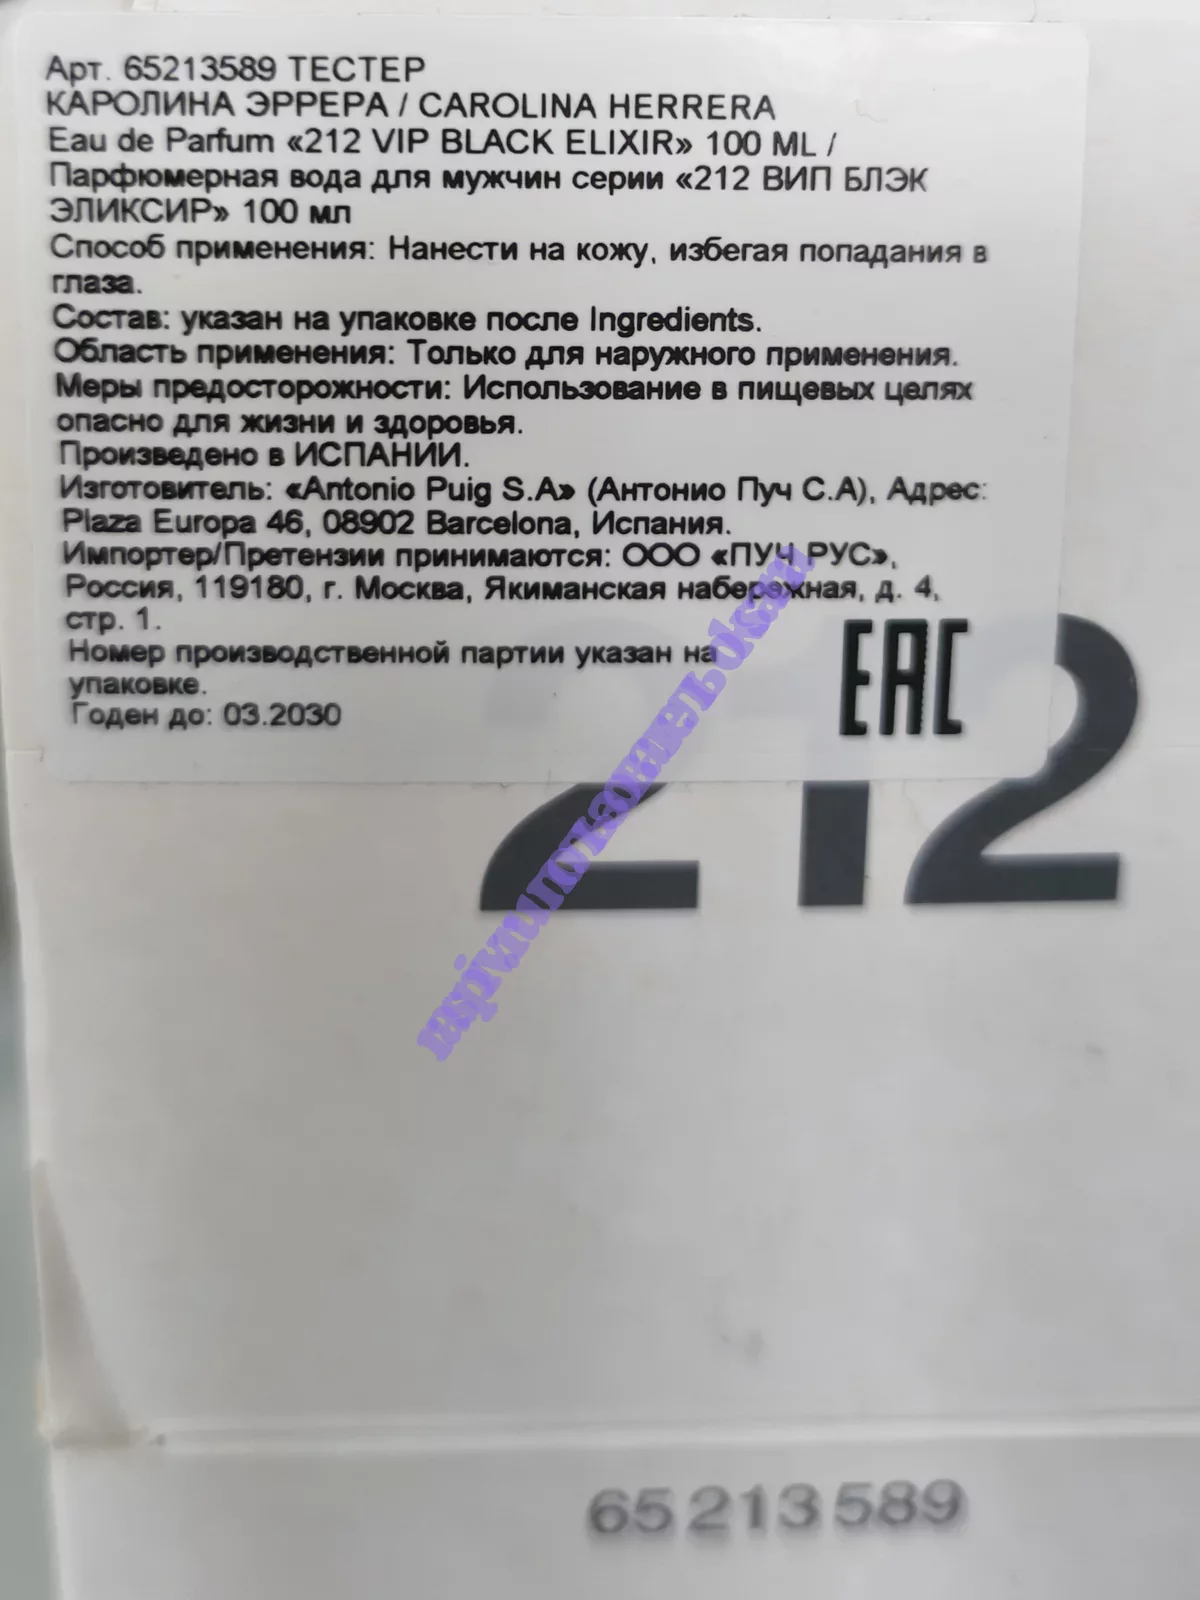 Арт. 65213589 ТЕСТЕР
КАРОЛИНА ЭРРЕРА / CAROLINA HERRERA
Eau de Parfum «212 VIP BLACK ELIXIR» 100 ML /
Парфюмерная вода для мужчин серии «212 ВИП БЛЭК
ЭЛИКСИР» 100 мл
Способ применения: Нанести на кожу, избегая попадания в
глаза.
Состав: указан на упаковке после Ingredients.
Область применения: Только для наружного применения.
Меры предосторожности: Использование в пищевых целях
опасно для жизни и здоровья.
Произведено в ИСПАНИИ.
Изготовитель: «Antonio Puig S.A» (Антонио Пуч С.А), Адрес:
Plaza Europa 46, 08902 Barcelona, Испания.
Импортер/Претензии принимаются: ООО «ПУЧ РУС»,
Россия, 119180, г. Москва, Якиманская набережная, д. 4,
стр. 1.
Номер производственной партии указан на
упаковке.
Годен до: 03.2030
EAC
212
65213589